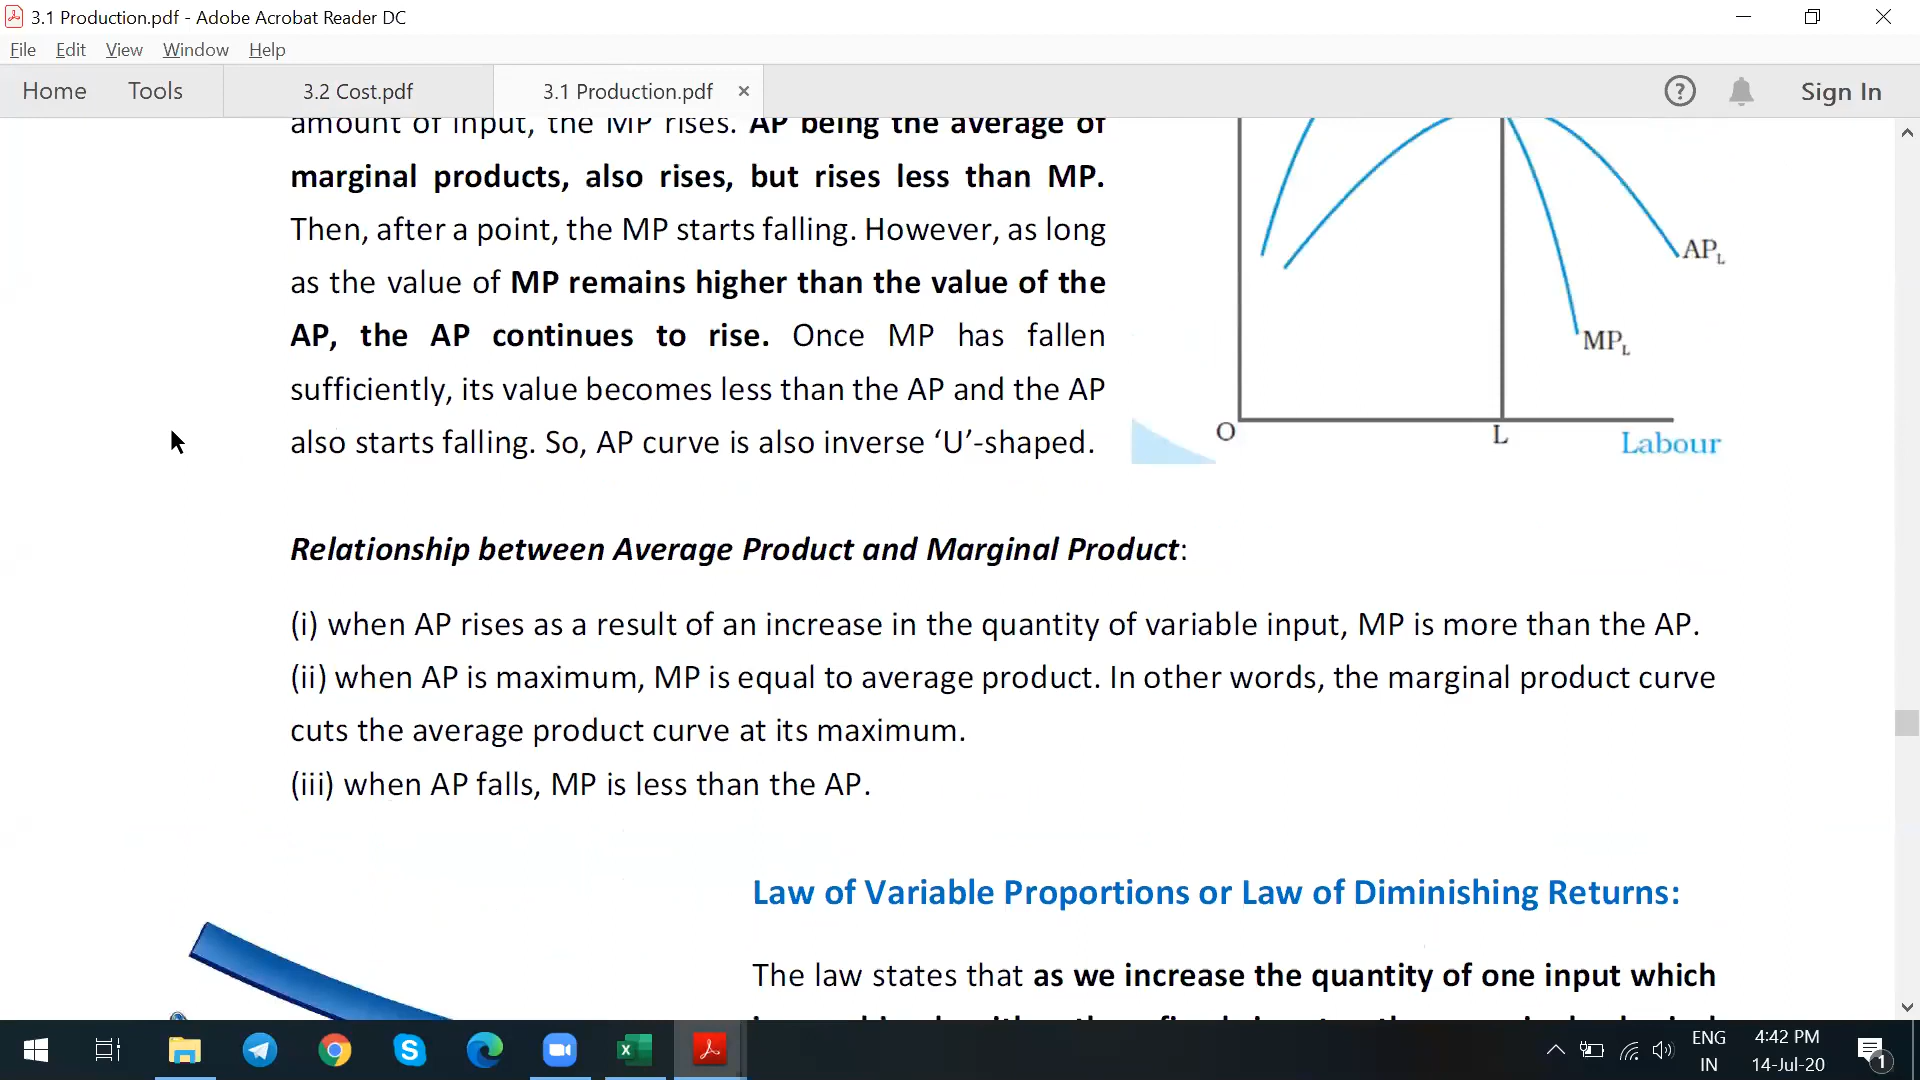 3.1 Production.pdf - Adobe Acrobat Reader DC
File Edit View Window Help
Home Tools 3.2 Cost.pdf 3.1 Production.pdf × ? Sign In
amount of input, the MP rises. AP being the average of
marginal products, also rises, but rises less than MP.
Then, after a point, the MP starts falling. However, as long
as the value of MP remains higher than the value of the
AP, the AP continues to rise. Once MP has fallen
sufficiently, its value becomes less than the AP and the AP
also starts falling. So, AP curve is also inverse ‘U’-shaped.
APL
MPL
O
L
Labour
Relationship between Average Product and Marginal Product:
(i) when AP rises as a result of an increase in the quantity of variable input, MP is more than the AP.
(ii) when AP is maximum, MP is equal to average product. In other words, the marginal product curve
cuts the average product curve at its maximum.
(iii) when AP falls, MP is less than the AP.
Law of Variable Proportions or Law of Diminishing Returns:
The law states that as we increase the quantity of one input which
ENG
IN
4:42 PM
14-Jul-20
1